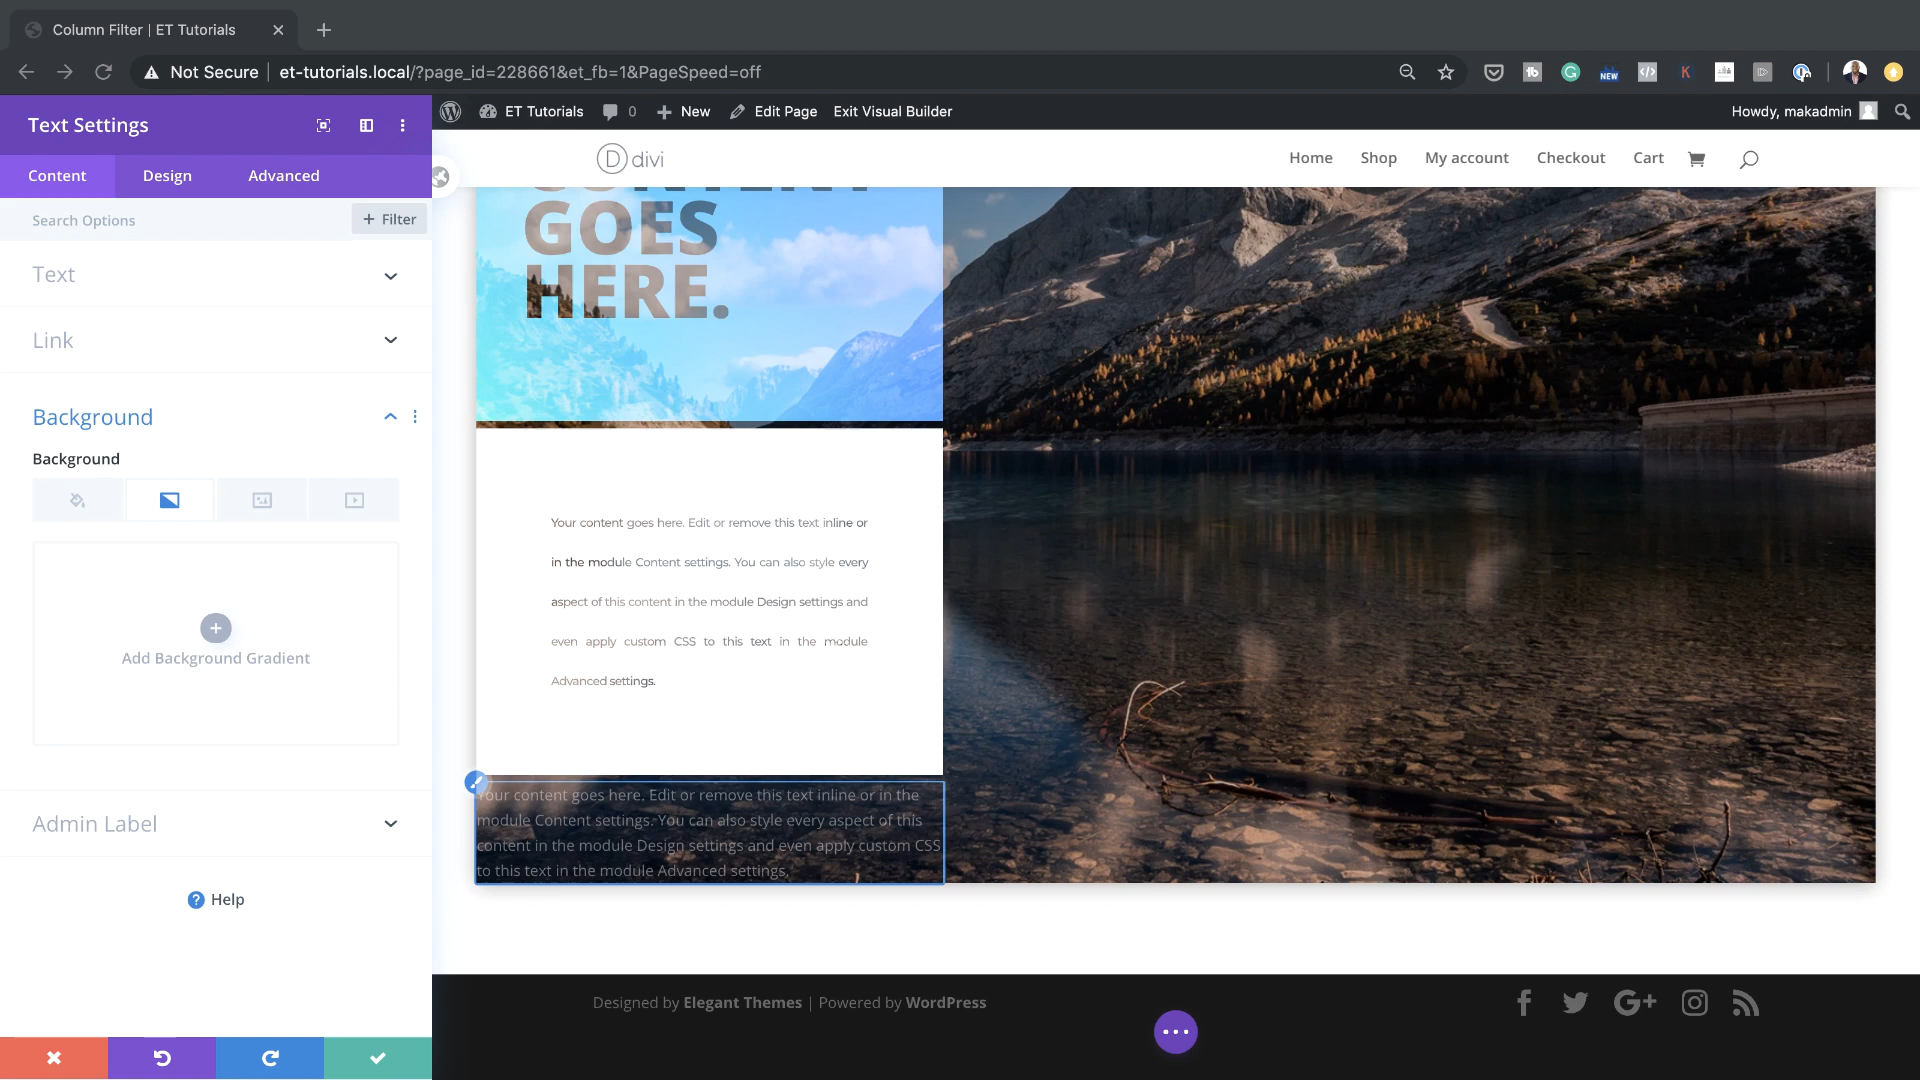 Column Filter | ET Tutorials
Not Secure | et-tutorials.local/?page_id=228661&et_fb=1&PageSpeed=off
Text Settings
Content Design Advanced
Search Options
+ Filter
Text
Link
Background
Background
Add Background Gradient
Admin Label
? Help
ET Tutorials 0 + New Edit Page Exit Visual Builder
Howdy, makadmin
D divi
Home Shop My account Checkout Cart
CONTENT
GOES
HERE.
Your content goes here. Edit or remove this text inline or
in the module Content settings. You can also style every
aspect of this content in the module Design settings and
even apply custom CSS to this text in the module
Advanced settings.
Your content goes here. Edit or remove this text inline or in the
module Content settings. You can also style every aspect of this
content in the module Design settings and even apply custom CSS
to this text in the module Advanced settings.
Designed by Elegant Themes | Powered by WordPress